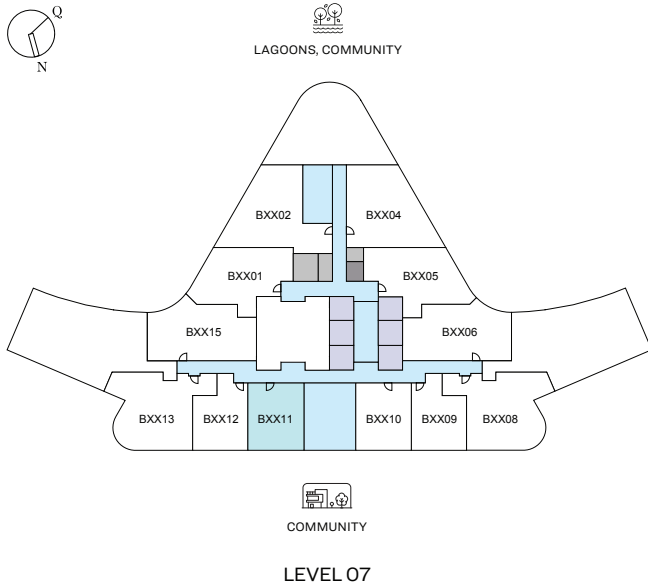 Q
N
LAGOONS, COMMUNITY
BXX02
BXX04
BXX01
BXX05
BXX15
BXX06
BXX13
BXX12
BXX11
BXX10
BXX09
BXX08
COMMUNITY
LEVEL 07